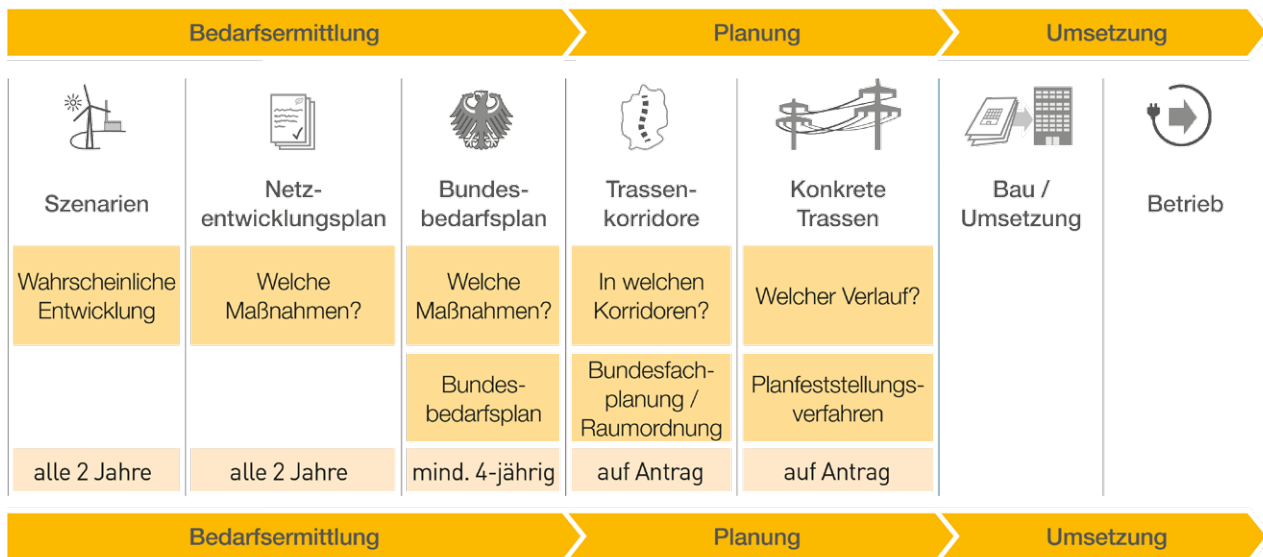 Bedarfsermittlung
Planung
Umsetzung
Szenarien
Netz-
entwicklungsplan
Bundes-
bedarfsplan
Trassen-
korridore
Konkrete
Trassen
Bau /
Umsetzung
Betrieb
Wahrscheinliche
Entwicklung
Welche
Maßnahmen?
Welche
Maßnahmen?
In welchen
Korridoren?
Welcher Verlauf?
Bundes-
bedarfsplan
Bundesfach-
planung /
Raumordnung
Planfeststellungs-
verfahren
alle 2 Jahre
alle 2 Jahre
mind. 4-jährig
auf Antrag
auf Antrag
Bedarfsermittlung
Planung
Umsetzung